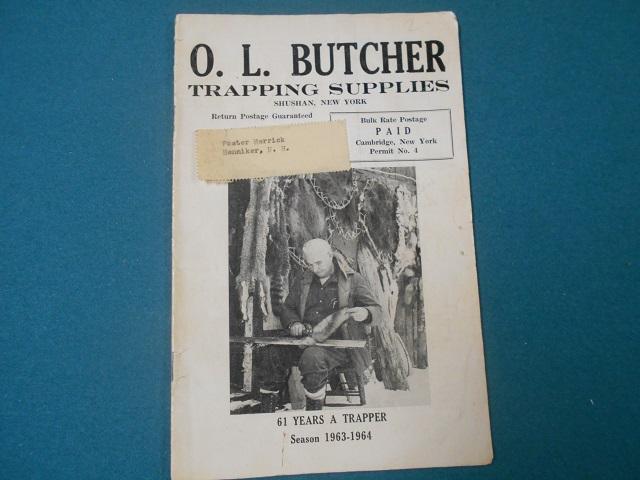 O. L. BUTCHER
TRAPPING SUPPLIES
SHUSHAN, NEW YORK
Return Postage Guaranteed
Bulk Rate Postage
PAID
Cambridge, New York
Permit No. 4
Foster Herrick
Henniker, N. H.
61 YEARS A TRAPPER
Season 1963-1964